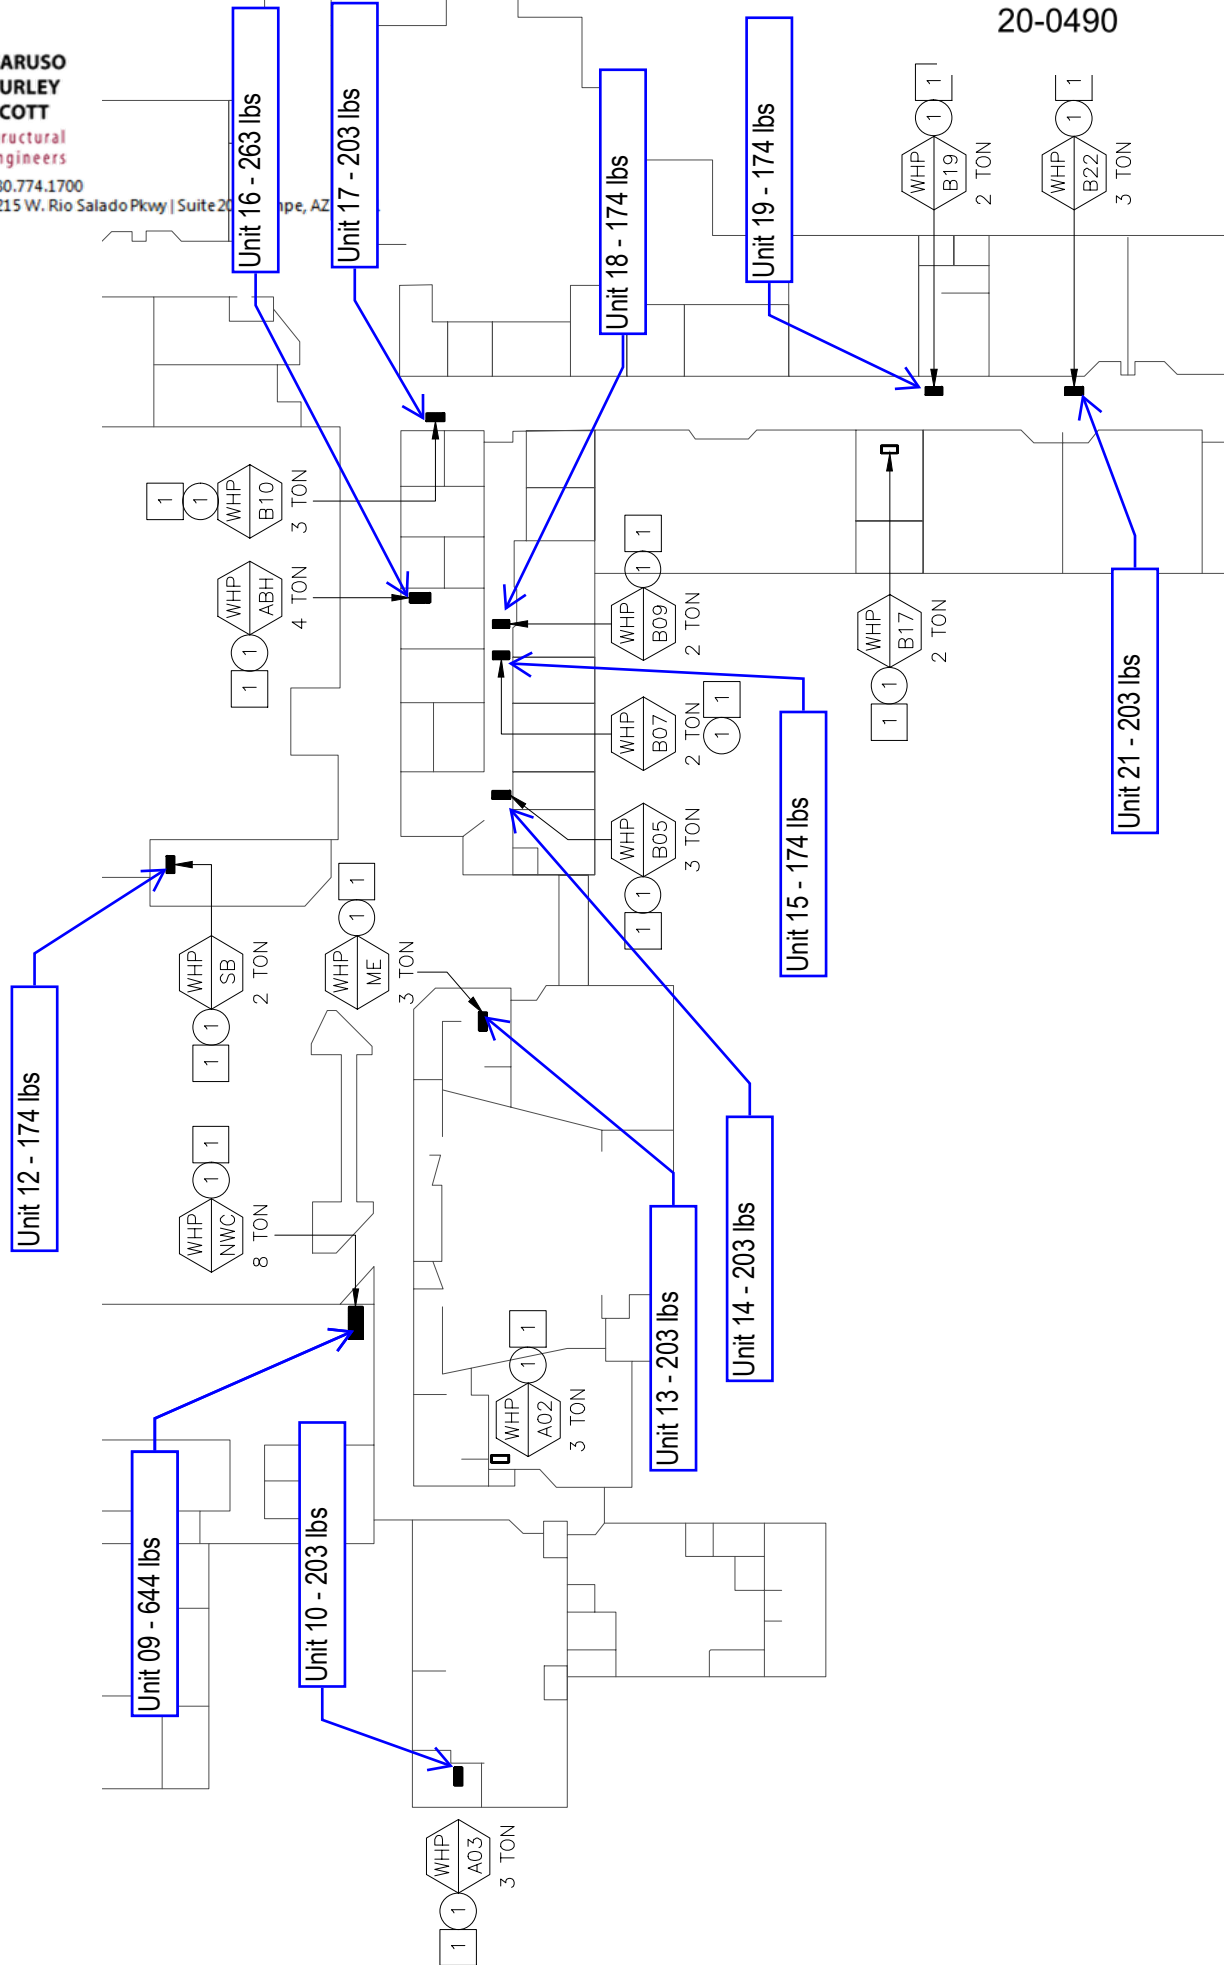 20-0490
ARUSO
URLEY
COTT
ructural
ngineers
30.774.1700
215 W. Rio Salado Pkwy | Suite 20
npe, AZ
Unit 16 - 263 lbs
Unit 17 - 203 lbs
Unit 18 - 174 lbs
Unit 19 - 174 lbs
1
1
WHP
B19
2 TON
1
1
WHP
B22
3 TON
1
1
WHP
B10
3 TON
WHP
ABH
4 TON
1
1
1
1
WHP
B09
2 TON
WHP
B07
2 TON
1
1
WHP
B05
3 TON
1
1
WHP
B17
2 TON
1
1
Unit 21 - 203 lbs
Unit 15 - 174 lbs
Unit 12 - 174 lbs
WHP
SB
2 TON
1
1
1
1
WHP
ME
3 TON
1
1
WHP
NWC
8 TON
Unit 14 - 203 lbs
Unit 13 - 203 lbs
1
1
WHP
A02
3 TON
Unit 09 - 644 lbs
Unit 10 - 203 lbs
WHP
A03
3 TON
1
1